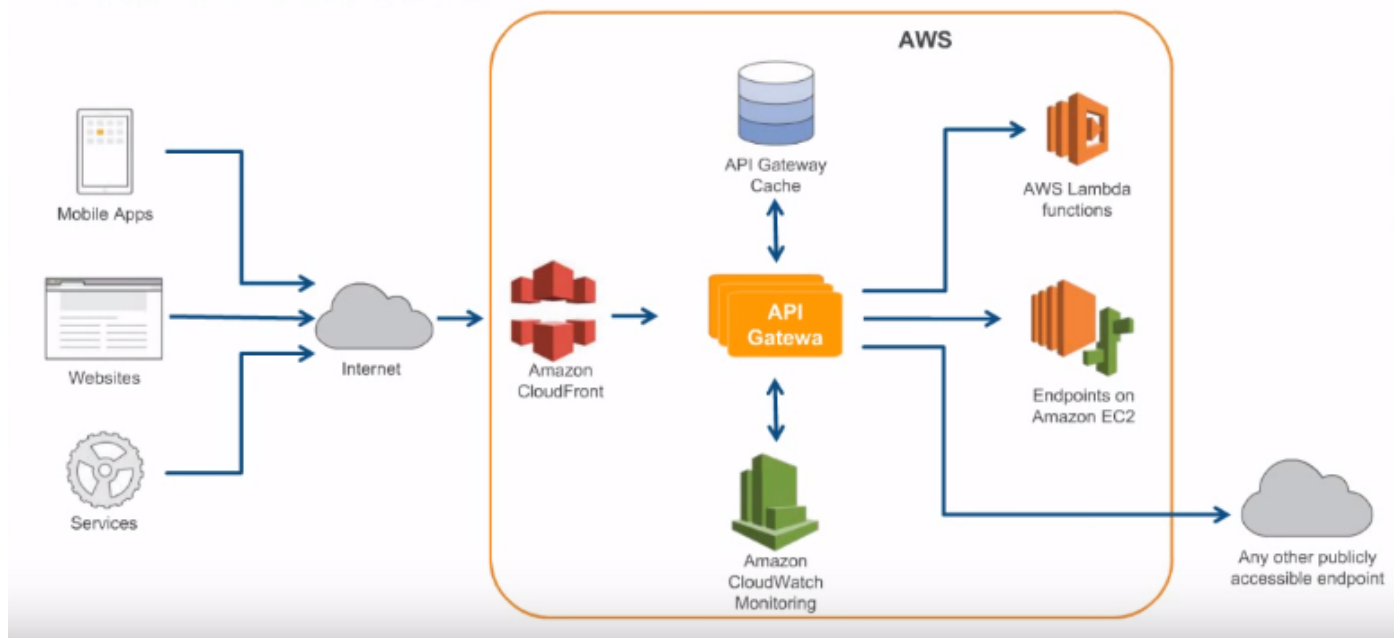 AWS
Mobile Apps
Websites
Services
Internet
Amazon
CloudFront
API Gateway
Cache
API
Gatewa
Amazon
CloudWatch
Monitoring
AWS Lambda
functions
Endpoints on
Amazon EC2
Any other publicly
accessible endpoint